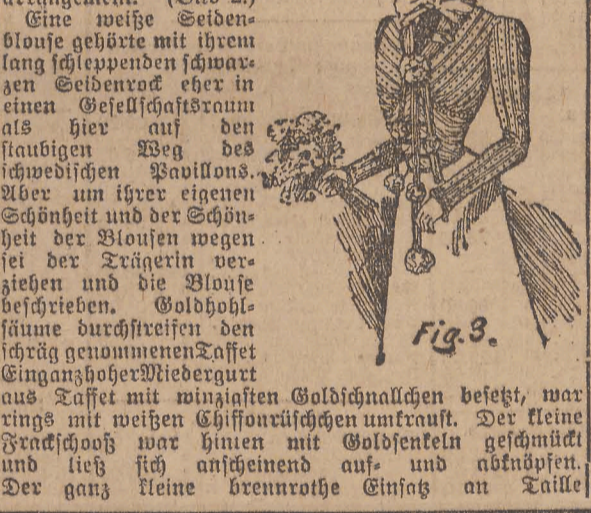 arrangement. (Bild 2.)
Eine weiße Seiden-
blouse gehörte mit ihrem
lang schleppenden schwar-
zen Seidenrock eher in
einen Gesellschaftsraum
als hier auf den
staubigen Weg des
schwedischen Pavillons.
Aber um ihrer eigenen
Schönheit und der Schön-
heit der Blousen wegen
sei der Trägerin ver-
ziehen und die Blouse
beschrieben. Goldhohl-
säume durchstreifen den
schräg genommenen Taffet
Ein ganz hoher Miedergurt
aus Taffet mit winzigsten Goldschnallchen besetzt, war
rings mit weißen Chiffonrüschchen umkraust. Der kleine
Frackschooß war hinten mit Goldsenkeln geschmückt
und ließ sich anscheinend auf- und abknöpfen.
Der ganz kleine brennrothe Einsatz an Taille
Fig. 3.